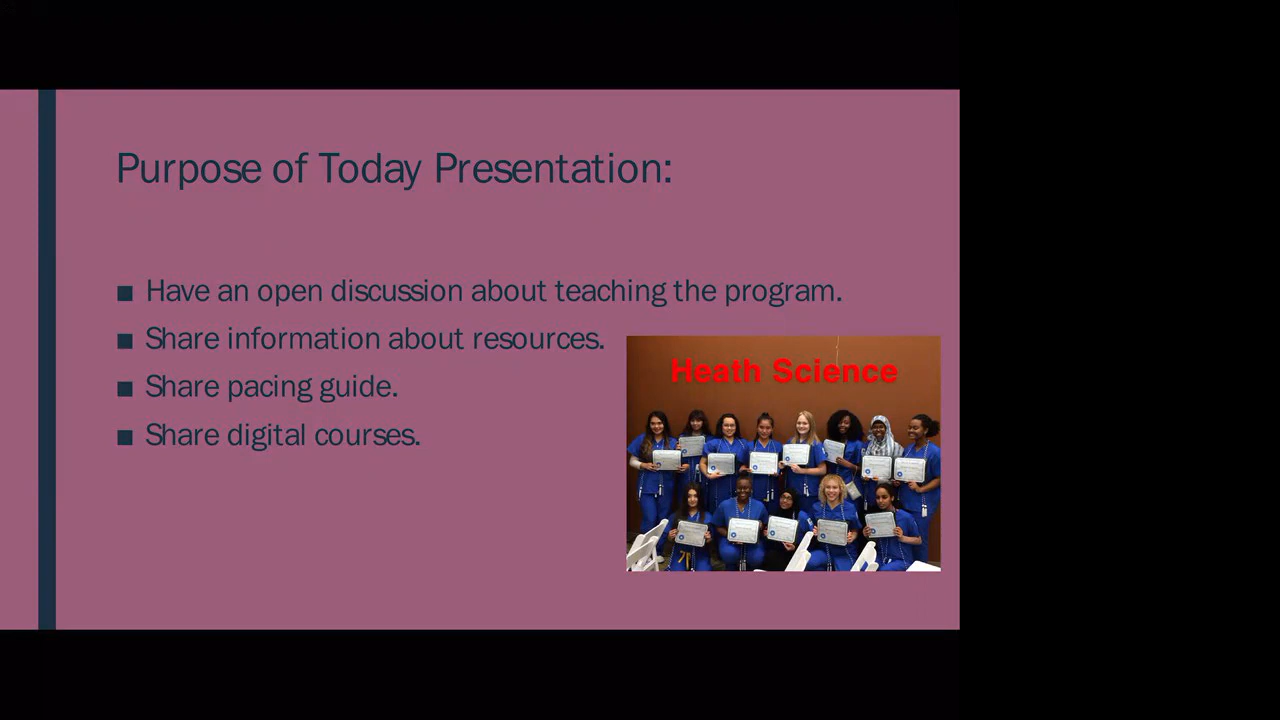 Purpose of Today Presentation:
■ Have an open discussion about teaching the program.
■ Share information about resources.
■ Share pacing guide.
■ Share digital courses.
Heath Science